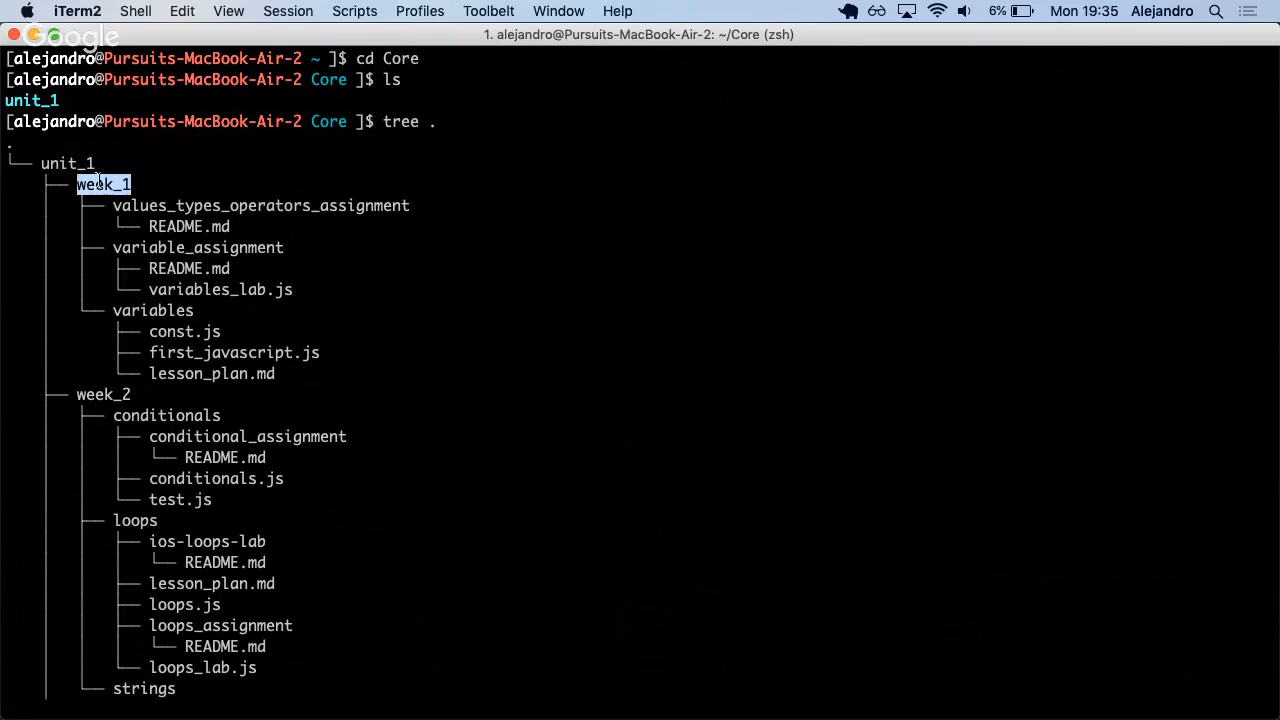 iTerm2 Shell Edit View Session Scripts Profiles Toolbelt Window Help 6% Mon 19:35 Alejandro
Google
1. alejandro@Pursuits-MacBook-Air-2: ~/Core (zsh)
[alejandro@Pursuits-MacBook-Air-2 ~ ]$ cd Core
[alejandro@Pursuits-MacBook-Air-2 Core ]$ ls
unit_1
[alejandro@Pursuits-MacBook-Air-2 Core ]$ tree .
.
└── unit_1
    ├── week_1
    │   ├── values_types_operators_assignment
    │   │   └── README.md
    │   ├── variable_assignment
    │   │   ├── README.md
    │   │   └── variables_lab.js
    │   └── variables
    │       ├── const.js
    │       ├── first_javascript.js
    │       └── lesson_plan.md
    ├── week_2
    │   ├── conditionals
    │   │   ├── conditional_assignment
    │   │   │   └── README.md
    │   │   ├── conditionals.js
    │   │   └── test.js
    │   ├── loops
    │   │   ├── ios-loops-lab
    │   │   │   └── README.md
    │   │   ├── lesson_plan.md
    │   │   ├── loops.js
    │   │   ├── loops_assignment
    │   │   │   └── README.md
    │   │   └── loops_lab.js
    │   └── strings